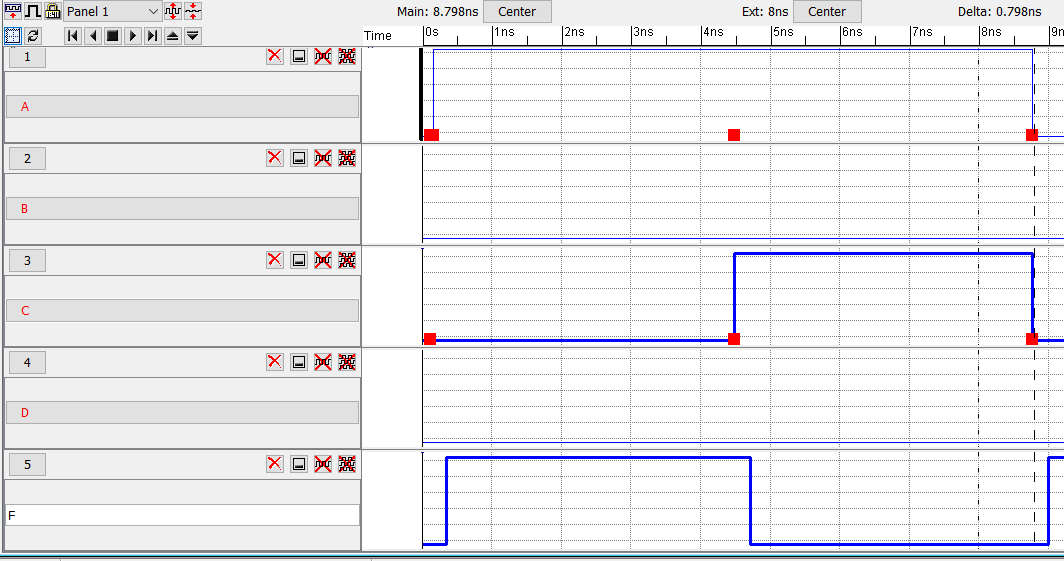 Panel 1 Main: 8.798ns Center Ext: 8ns Center Delta: 0.798ns
Time 0s 1ns 2ns 3ns 4ns 5ns 6ns 7ns 8ns 9n
1
A
2
B
3
C
4
D
5
F